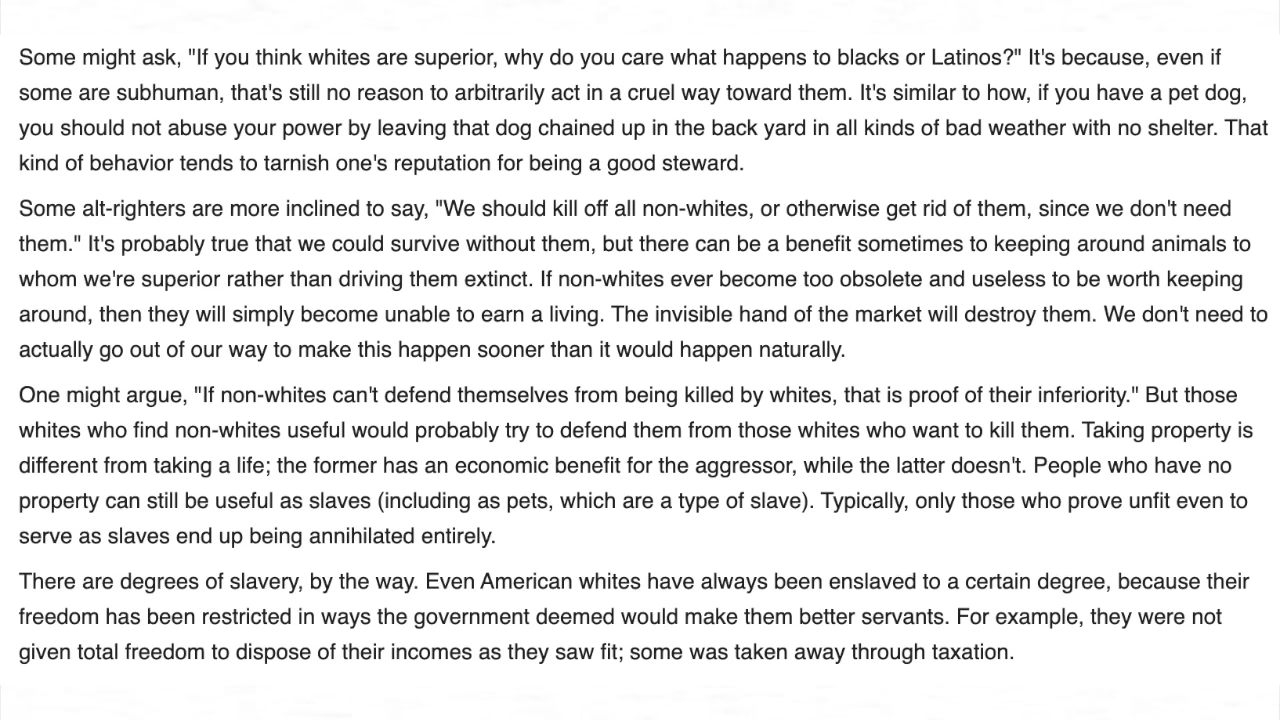 Some might ask, "If you think whites are superior, why do you care what happens to blacks or Latinos?" It's because, even if
some are subhuman, that's still no reason to arbitrarily act in a cruel way toward them. It's similar to how, if you have a pet dog,
you should not abuse your power by leaving that dog chained up in the back yard in all kinds of bad weather with no shelter. That
kind of behavior tends to tarnish one's reputation for being a good steward.
Some alt-righters are more inclined to say, "We should kill off all non-whites, or otherwise get rid of them, since we don't need
them." It's probably true that we could survive without them, but there can be a benefit sometimes to keeping around animals to
whom we're superior rather than driving them extinct. If non-whites ever become too obsolete and useless to be worth keeping
around, then they will simply become unable to earn a living. The invisible hand of the market will destroy them. We don't need to
actually go out of our way to make this happen sooner than it would happen naturally.
One might argue, "If non-whites can't defend themselves from being killed by whites, that is proof of their inferiority." But those
whites who find non-whites useful would probably try to defend them from those whites who want to kill them. Taking property is
different from taking a life; the former has an economic benefit for the aggressor, while the latter doesn't. People who have no
property can still be useful as slaves (including as pets, which are a type of slave). Typically, only those who prove unfit even to
serve as slaves end up being annihilated entirely.
There are degrees of slavery, by the way. Even American whites have always been enslaved to a certain degree, because their
freedom has been restricted in ways the government deemed would make them better servants. For example, they were not
given total freedom to dispose of their incomes as they saw fit; some was taken away through taxation.